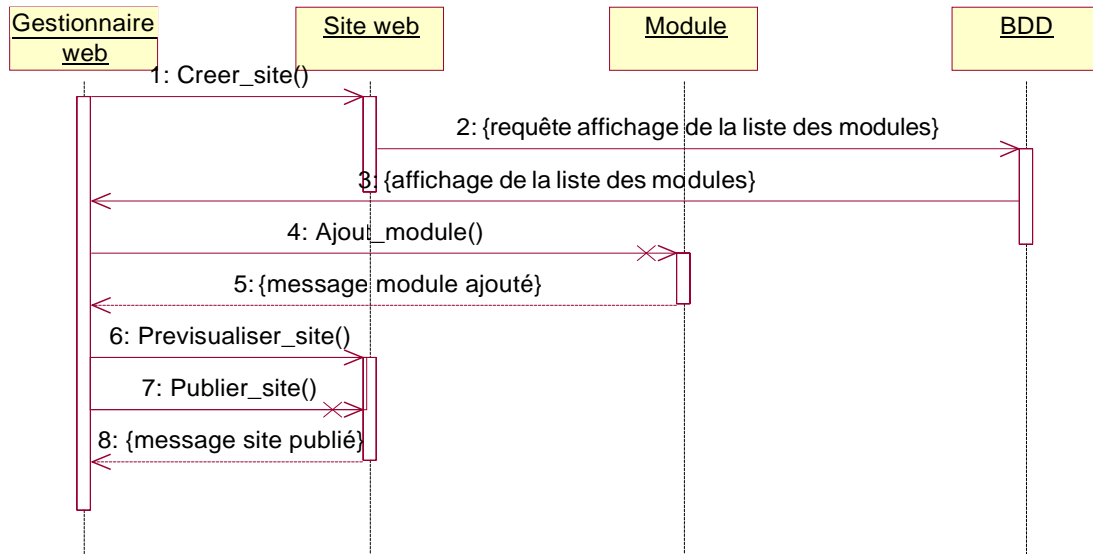 Gestionnaire
web
Site web
Module
BDD
1: Creer_site()
2: {requête affichage de la liste des modules}
3: {affichage de la liste des modules}
4: Ajout_module()
5: {message module ajouté}
6: Previsualiser_site()
7: Publier_site()
8: {message site publié}